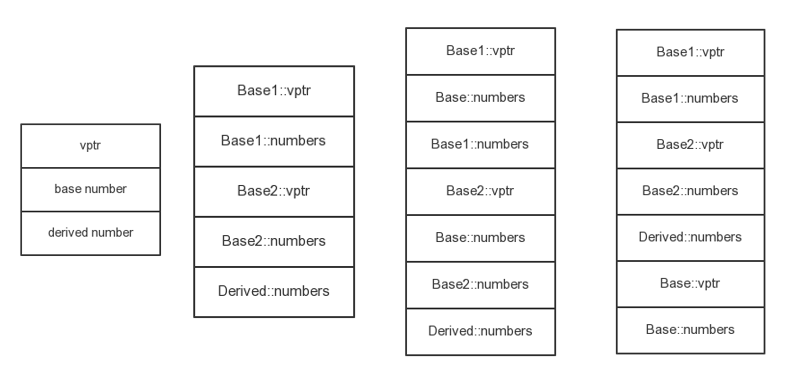 vptr
base number
derived number
Base1::vptr
Base1::numbers
Base2::vptr
Base2::numbers
Derived::numbers
Base1::vptr
Base::numbers
Base1::numbers
Base2::vptr
Base::numbers
Base2::numbers
Derived::numbers
Base1::vptr
Base1::numbers
Base2::vptr
Base2::numbers
Derived::numbers
Base::vptr
Base::numbers